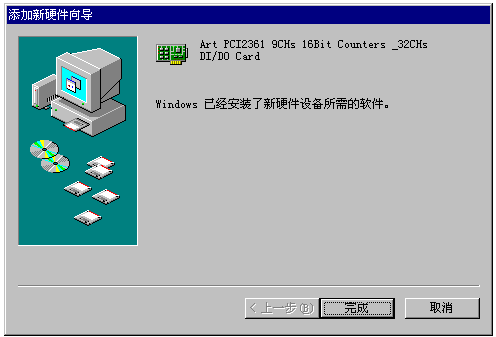 添加新硬件向导
Art PCI2361 9CHs 16Bit Counters _32CHs
DI/DO Card
Windows 已经安装了新硬件设备所需的软件。
< 上一步(B)
完成
取消